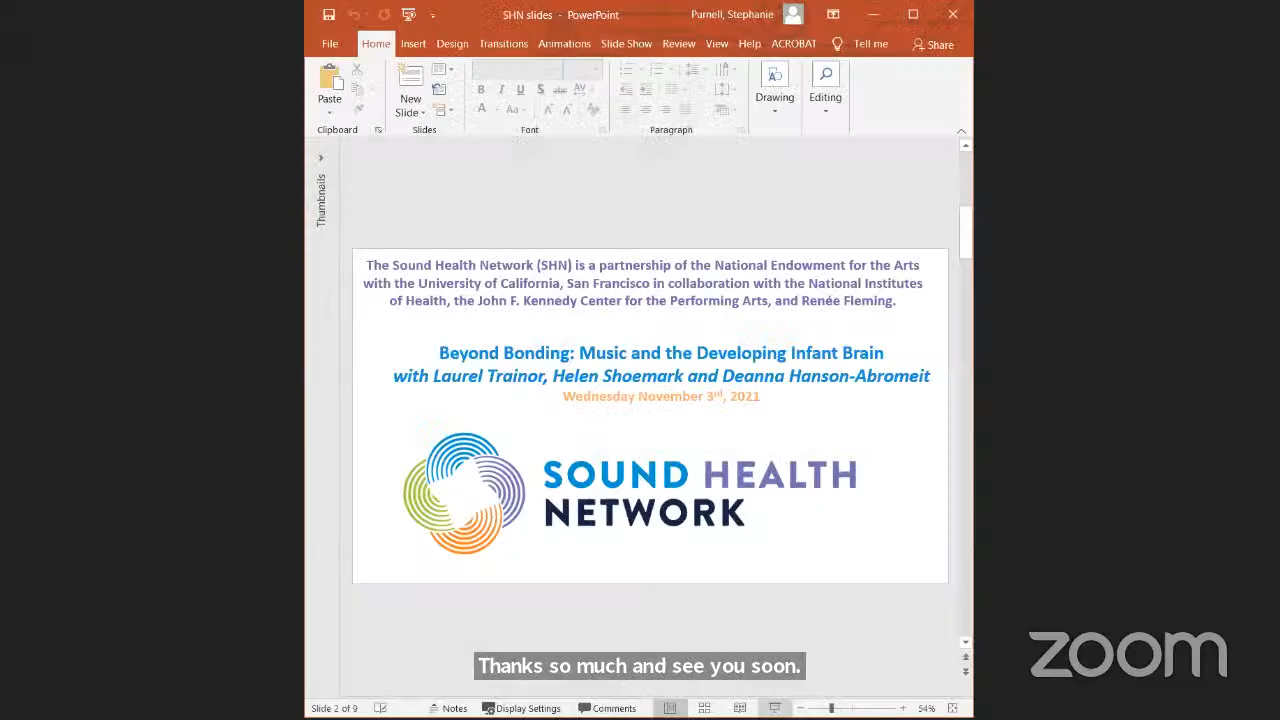 SHN slides - PowerPoint
Purnell, Stephanie
File Home Insert Design Transitions Animations Slide Show Review View Help ACROBAT Tell me Share
Paste
New Slide
Drawing
Editing
Clipboard
Slides
Font
Paragraph
Thumbnails
The Sound Health Network (SHN) is a partnership of the National Endowment for the Arts
with the University of California, San Francisco in collaboration with the National Institutes
of Health, the John F. Kennedy Center for the Performing Arts, and Renée Fleming.
Beyond Bonding: Music and the Developing Infant Brain
with Laurel Trainor, Helen Shoemark and Deanna Hanson-Abromeit
Wednesday November 3rd, 2021
SOUND HEALTH
NETWORK
Thanks so much and see you soon.
zoom
Slide 2 of 9 Notes Display Settings Comments 54%